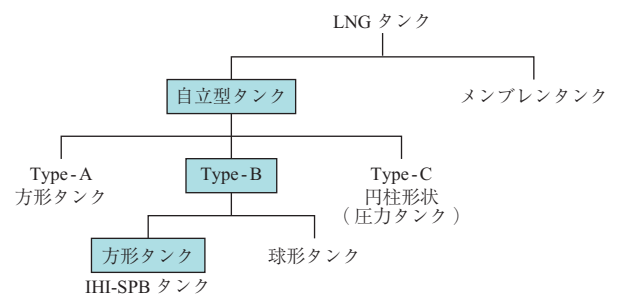 LNG タンク
自立型タンク
メンブレンタンク
Type-A
方形タンク
Type-B
Type-C
円柱形状
( 圧力タンク )
方形タンク
IHI-SPB タンク
球形タンク